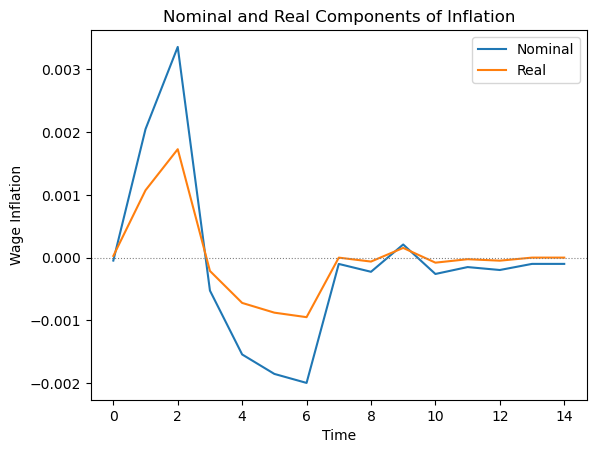 Nominal and Real Components of Inflation
Nominal
Real
Wage Inflation
0.003
0.002
0.001
0.000
−0.001
−0.002
0 2 4 6 8 10 12 14
Time